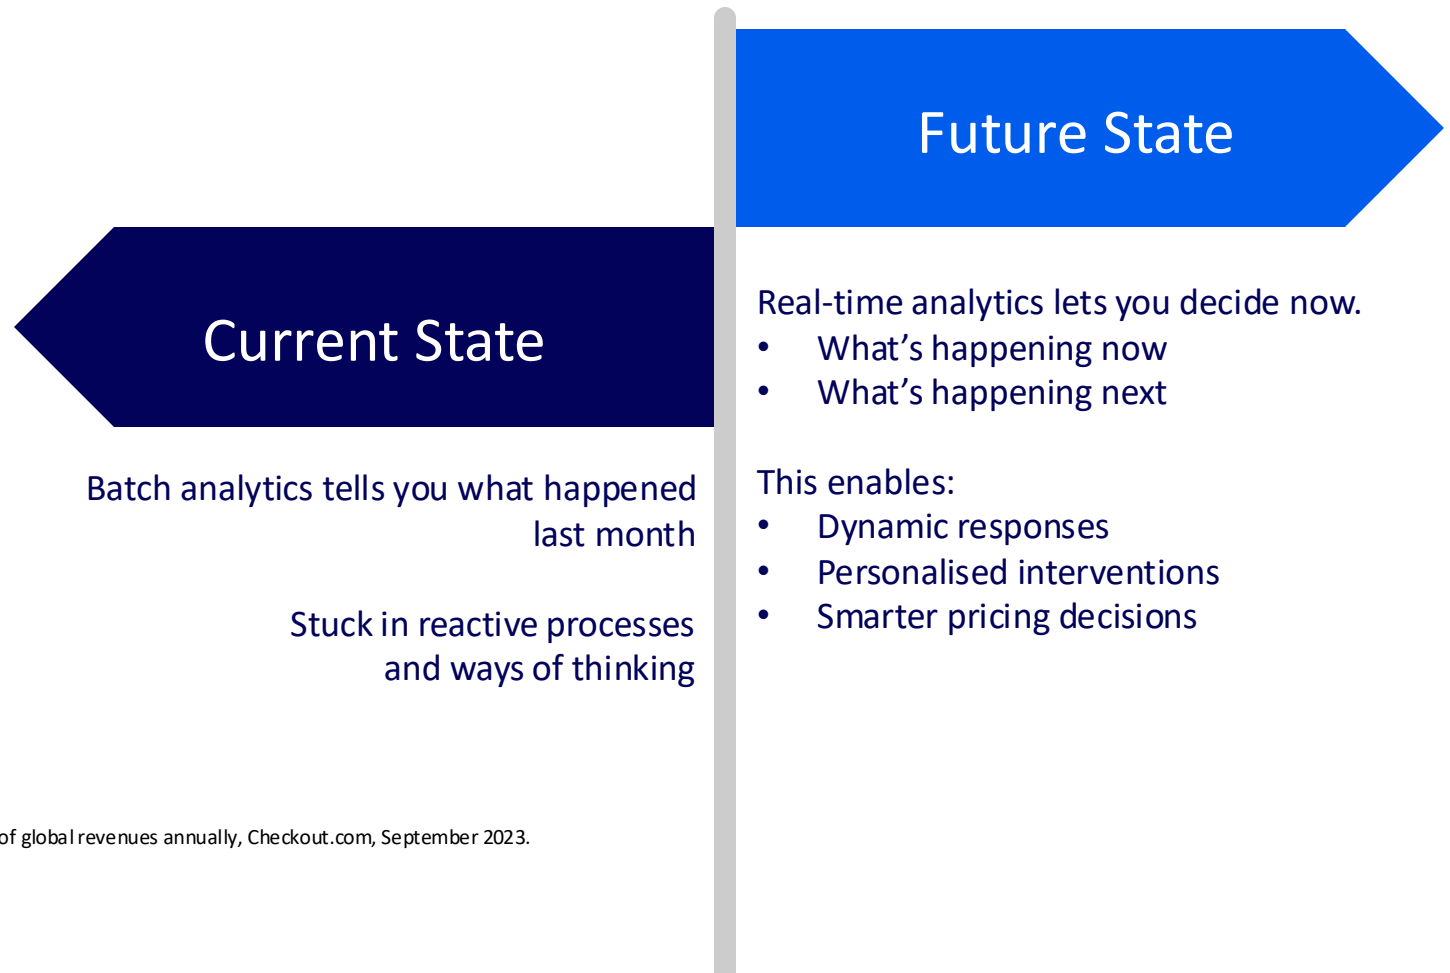 Future State
Current State
Batch analytics tells you what happened
last month
Stuck in reactive processes
and ways of thinking
Real-time analytics lets you decide now.
• What’s happening now
• What’s happening next
This enables:
• Dynamic responses
• Personalised interventions
• Smarter pricing decisions
of global revenues annually, Checkout.com, September 2023.